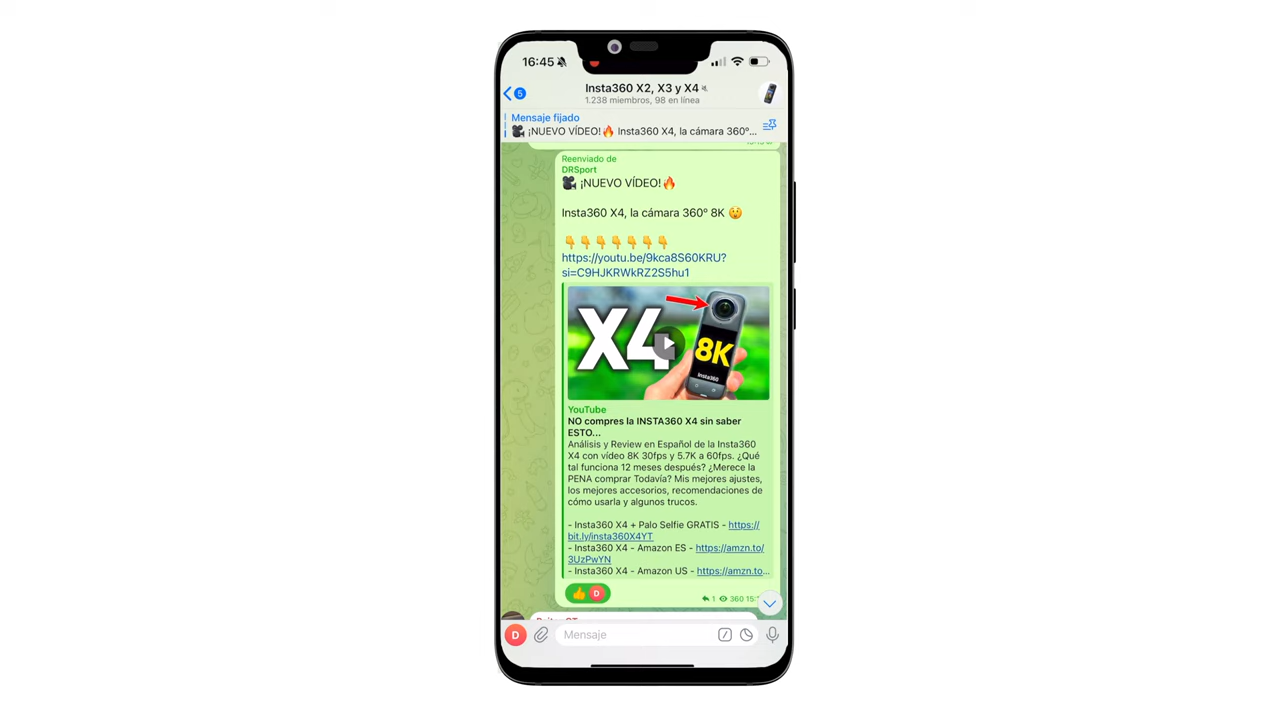 16:45
5
Insta360 X2, X3 y X4
1.238 miembros, 98 en línea
Mensaje fijado
🎥 ¡NUEVO VÍDEO!🔥 Insta360 X4, la cámara 360º...
Reenviado de
DRSport
🎥 ¡NUEVO VÍDEO!🔥
Insta360 X4, la cámara 360º 8K 😲
👇👇👇👇👇👇👇
https://youtu.be/9kca8S60KRU?
si=C9HJKRWkRZ2S5hu1
X4
8K
Insta360
YouTube
NO compres la INSTA360 X4 sin saber
ESTO...
Análisis y Review en Español de la Insta360
X4 con vídeo 8K 30fps y 5.7K a 60fps. ¿Qué
tal funciona 12 meses después? ¿Merece la
PENA comprar Todavía? Mis mejores ajustes,
los mejores accesorios, recomendaciones de
cómo usarla y algunos trucos.
- Insta360 X4 + Palo Selfie GRATIS - https://
bit.ly/insta360X4YT
- Insta360 X4 - Amazon ES - https://amzn.to/
3UzPwYN
- Insta360 X4 - Amazon US - https://amzn.to...
👍 D
1 360
D
Mensaje